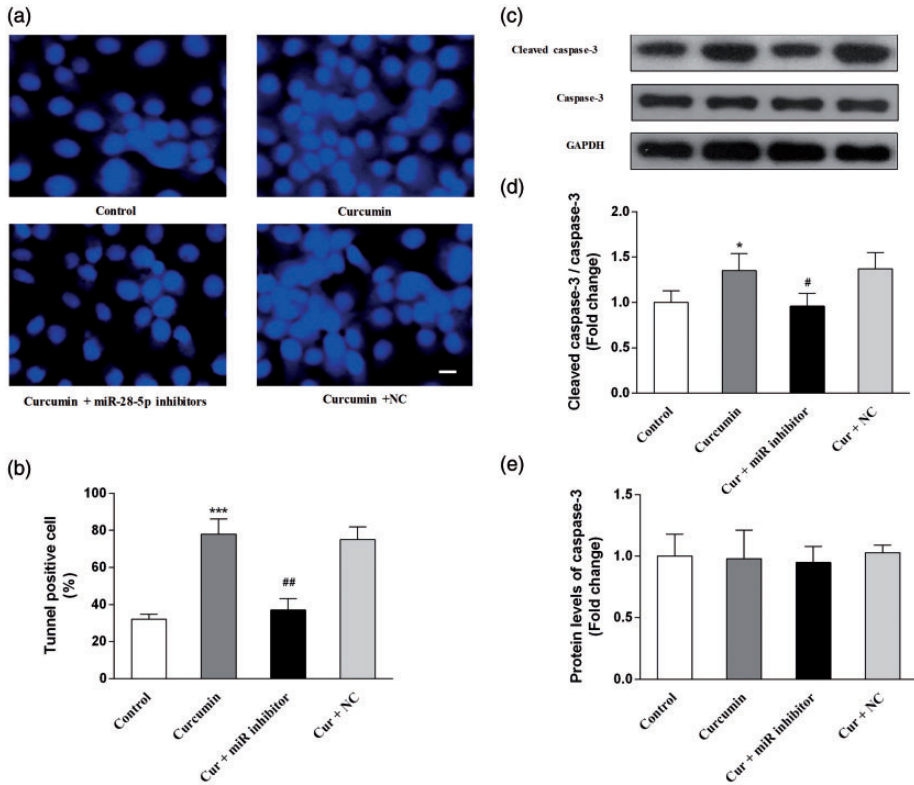 (a)
Control
Curcumin
Curcumin + miR-28-5p inhibitors
Curcumin +NC
(b)
Tunnel positive cell
(%)
100
80
60
40
20
0
***
##
Control
Curcumin
Cur + miR inhibitor
Cur + NC
(c)
Cleaved caspase-3
Caspase-3
GAPDH
(d)
Cleaved caspase-3 / caspase-3
(Fold change)
2.0
1.5
1.0
0.5
0.0
*
#
Control
Curcumin
Cur + miR inhibitor
Cur + NC
(e)
Protein levels of caspase-3
(Fold change)
1.5
1.0
0.5
0.0
Control
Curcumin
Cur + miR inhibitor
Cur + NC